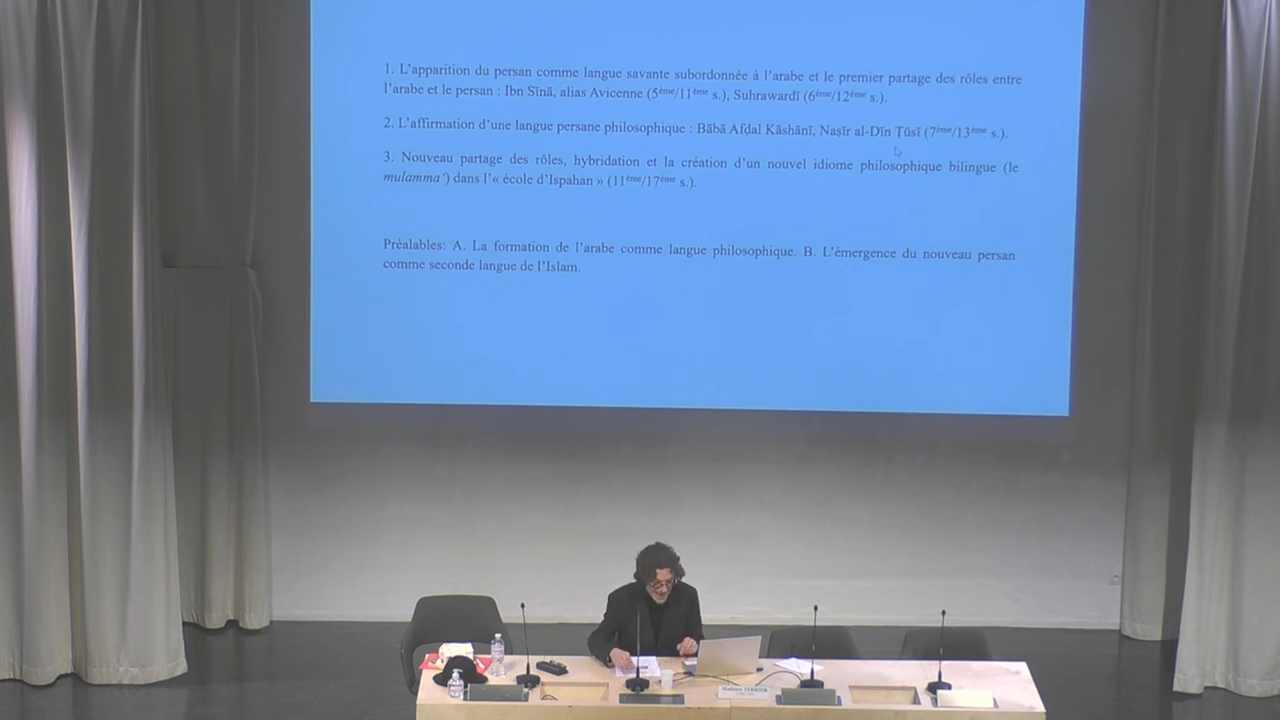 1. L'apparition du persan comme langue savante subordonnée à l'arabe et le premier partage des rôles entre
l'arabe et le persan : Ibn Sīnā, alias Avicenne (5ème/11ème s.), Suhrawardī (6ème/12ème s.).
2. L'affirmation d'une langue persane philosophique : Bābā Afḍal Kāshānī, Naṣīr al-Dīn Ṭūsī (7ème/13ème s.).
3. Nouveau partage des rôles, hybridation et la création d'un nouvel idiome philosophique bilingue (le
mulamma‘) dans l'« école d'Ispahan » (11ème/17ème s.).
Préalables: A. La formation de l'arabe comme langue philosophique. B. L'émergence du nouveau persan
comme seconde langue de l'Islam.